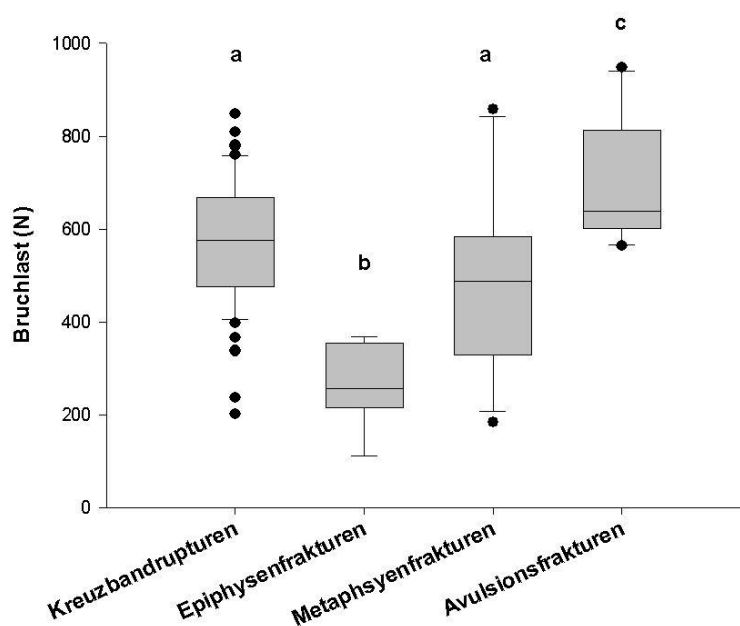 1000
800
600
400
200
0
Bruchlast (N)
a
b
a
c
Kreuzbandrupturen
Epiphysenfrakturen
Metaphsyenfrakturen
Avulsionsfrakturen